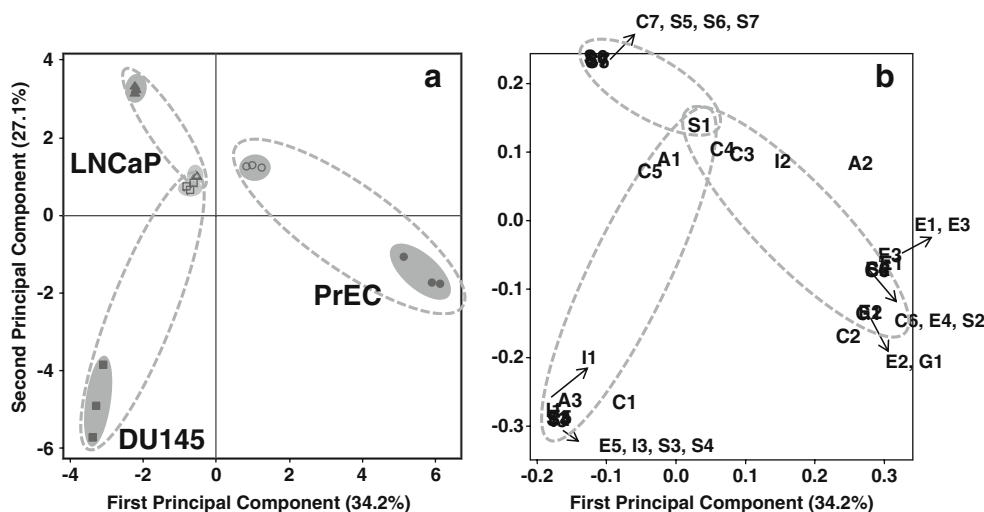 a
Second Principal Component (27.1%)
4
2
0
-2
-4
-6
LNCaP
PrEC
DU145
-4
-2
0
2
4
6
First Principal Component (34.2%)
b
C7, S5, S6, S7
0.2
0.1
0.0
-0.1
-0.2
-0.3
S1
C4
C3
A1
C5
I2
A2
E1, E3
E3
E1
C6, E4, S2
E2
G1
C2
E2, G1
I1
A3
C1
E5, I3, S3, S4
-0.2
-0.1
0.0
0.1
0.2
0.3
First Principal Component (34.2%)